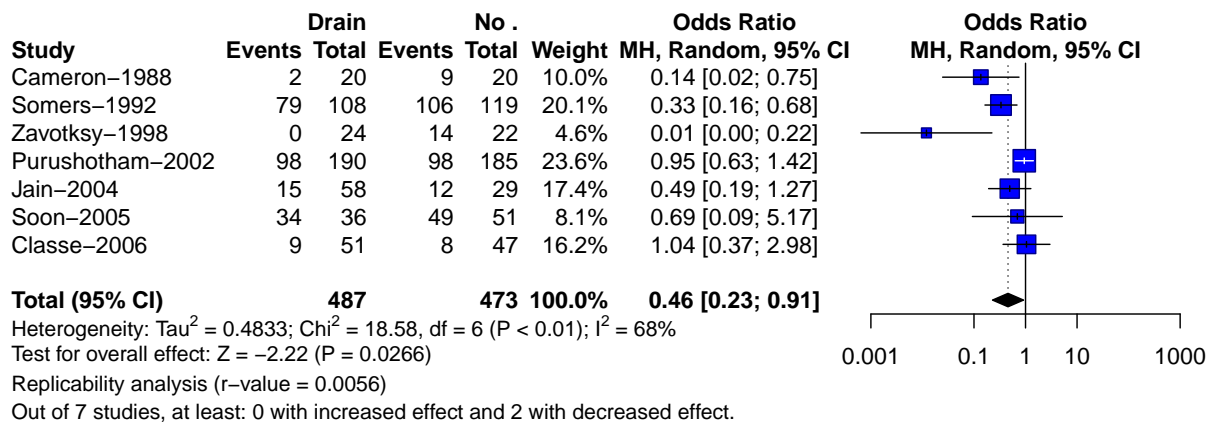 Drain No . Odds Ratio Odds Ratio
Study Events Total Events Total Weight MH, Random, 95% CI MH, Random, 95% CI
Cameron−1988 2 20 9 20 10.0% 0.14 [0.02; 0.75]
Somers−1992 79 108 106 119 20.1% 0.33 [0.16; 0.68]
Zavotksy−1998 0 24 14 22 4.6% 0.01 [0.00; 0.22]
Purushotham−2002 98 190 98 185 23.6% 0.95 [0.63; 1.42]
Jain−2004 15 58 12 29 17.4% 0.49 [0.19; 1.27]
Soon−2005 34 36 49 51 8.1% 0.69 [0.09; 5.17]
Classe−2006 9 51 8 47 16.2% 1.04 [0.37; 2.98]
Total (95% CI) 487 473 100.0% 0.46 [0.23; 0.91]
Heterogeneity: Tau² = 0.4833; Chi² = 18.58, df = 6 (P < 0.01); I² = 68%
Test for overall effect: Z = −2.22 (P = 0.0266)
0.001 0.1 1 10 1000
Replicability analysis (r−value = 0.0056)
Out of 7 studies, at least: 0 with increased effect and 2 with decreased effect.